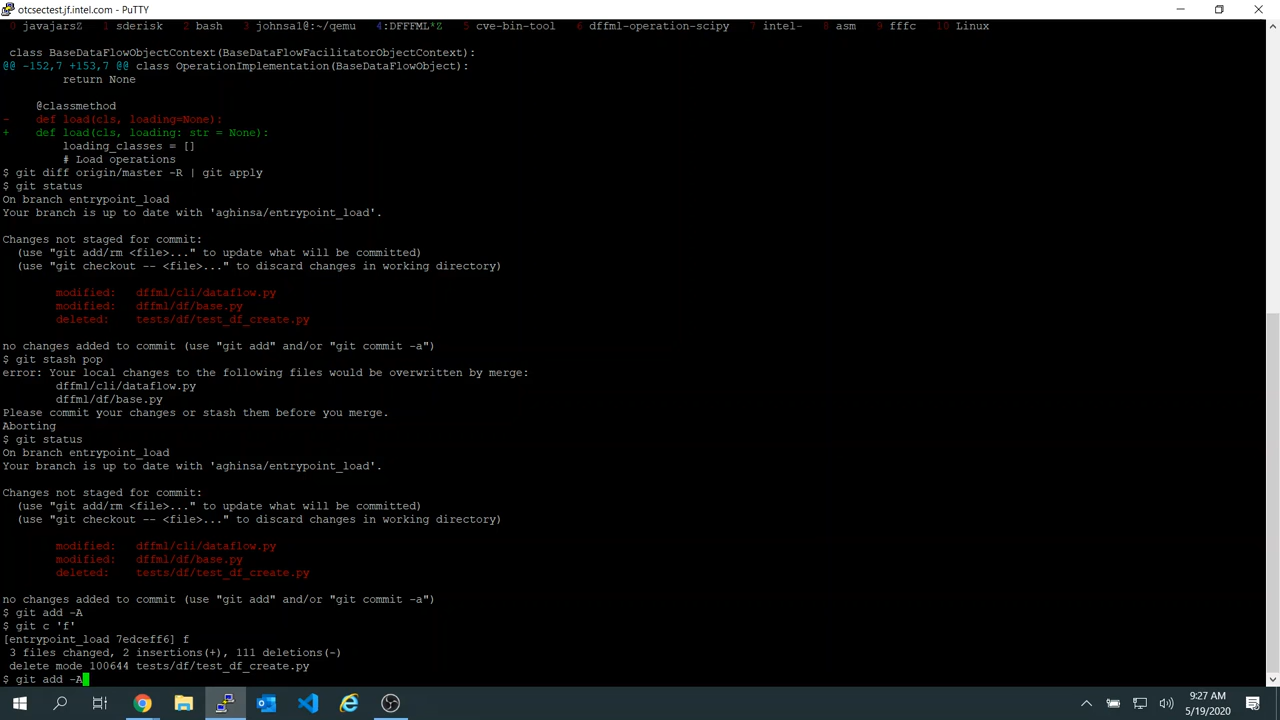 otcsectest.jf.intel.com - PuTTY
0 javajarsZ 1 sderisk 2 bash 3 johnsa1@:~/qemu 4:DFFFML*Z 5 cve-bin-tool 6 dffml-operation-scipy 7 intel- 8 asm 9 fffc 10 Linux
class BaseDataFlowObjectContext(BaseDataFlowFacilitatorObjectContext):
@@ -152,7 +153,7 @@ class OperationImplementation(BaseDataFlowObject):
return None
@classmethod
- def load(cls, loading=None):
+ def load(cls, loading: str = None):
loading_classes = []
# Load operations
$ git diff origin/master -R | git apply
$ git status
On branch entrypoint_load
Your branch is up to date with 'aghinsa/entrypoint_load'.
Changes not staged for commit:
(use "git add/rm <file>..." to update what will be committed)
(use "git checkout -- <file>..." to discard changes in working directory)
modified: dffml/cli/dataflow.py
modified: dffml/df/base.py
deleted: tests/df/test_df_create.py
no changes added to commit (use "git add" and/or "git commit -a")
$ git stash pop
error: Your local changes to the following files would be overwritten by merge:
dffml/cli/dataflow.py
dffml/df/base.py
Please commit your changes or stash them before you merge.
Aborting
$ git status
On branch entrypoint_load
Your branch is up to date with 'aghinsa/entrypoint_load'.
Changes not staged for commit:
(use "git add/rm <file>..." to update what will be committed)
(use "git checkout -- <file>..." to discard changes in working directory)
modified: dffml/cli/dataflow.py
modified: dffml/df/base.py
deleted: tests/df/test_df_create.py
no changes added to commit (use "git add" and/or "git commit -a")
$ git add -A
$ git c 'f'
[entrypoint_load 7edceff6] f
3 files changed, 2 insertions(+), 111 deletions(-)
delete mode 100644 tests/df/test_df_create.py
$ git add -A
9:27 AM
5/19/2020